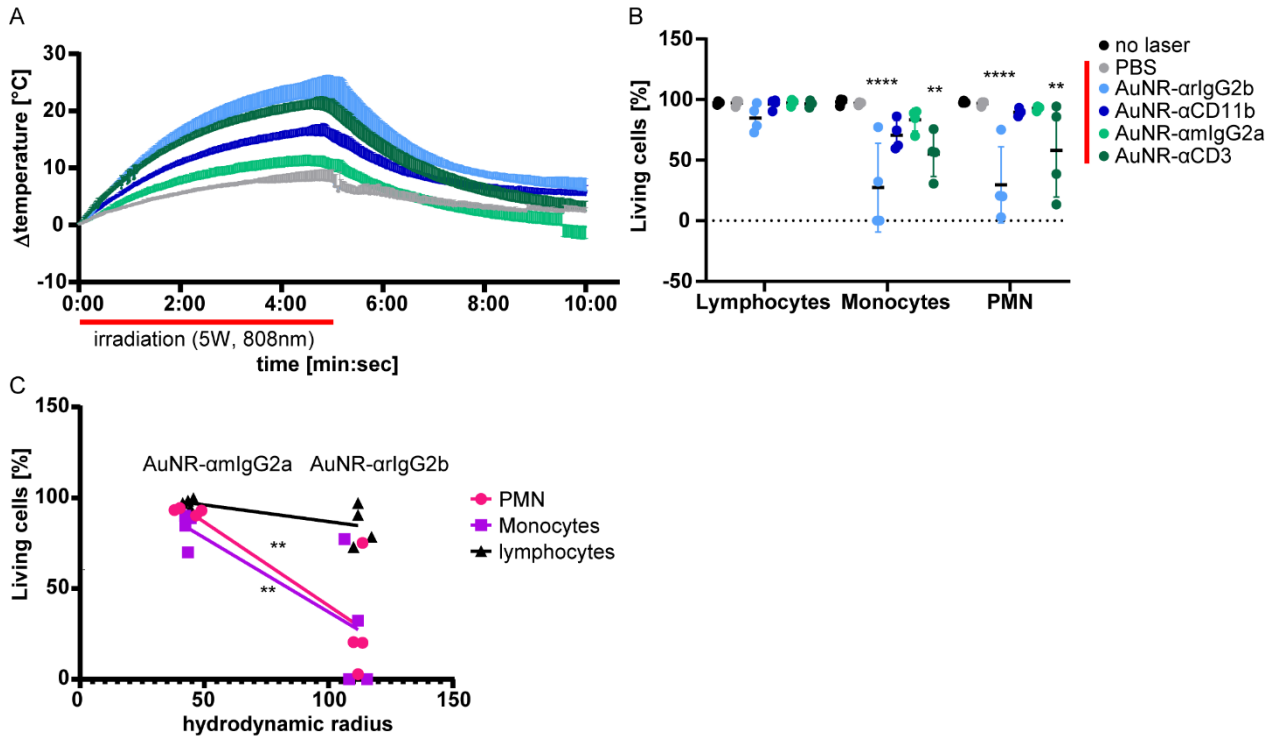 A
Δtemperature [°C]
30
20
10
0
-10
0:00 2:00 4:00 6:00 8:00 10:00
irradiation (5W, 808nm)
time [min:sec]
B
Living cells [%]
150
100
50
0
-50
**** ** **** **
Lymphocytes Monocytes PMN
no laser
PBS
AuNR-αrIgG2b
AuNR-αCD11b
AuNR-αmIgG2a
AuNR-αCD3
C
Living cells [%]
150
100
50
0
AuNR-αmIgG2a AuNR-αrIgG2b
**
**
0 50 100 150
hydrodynamic radius
PMN
Monocytes
lymphocytes